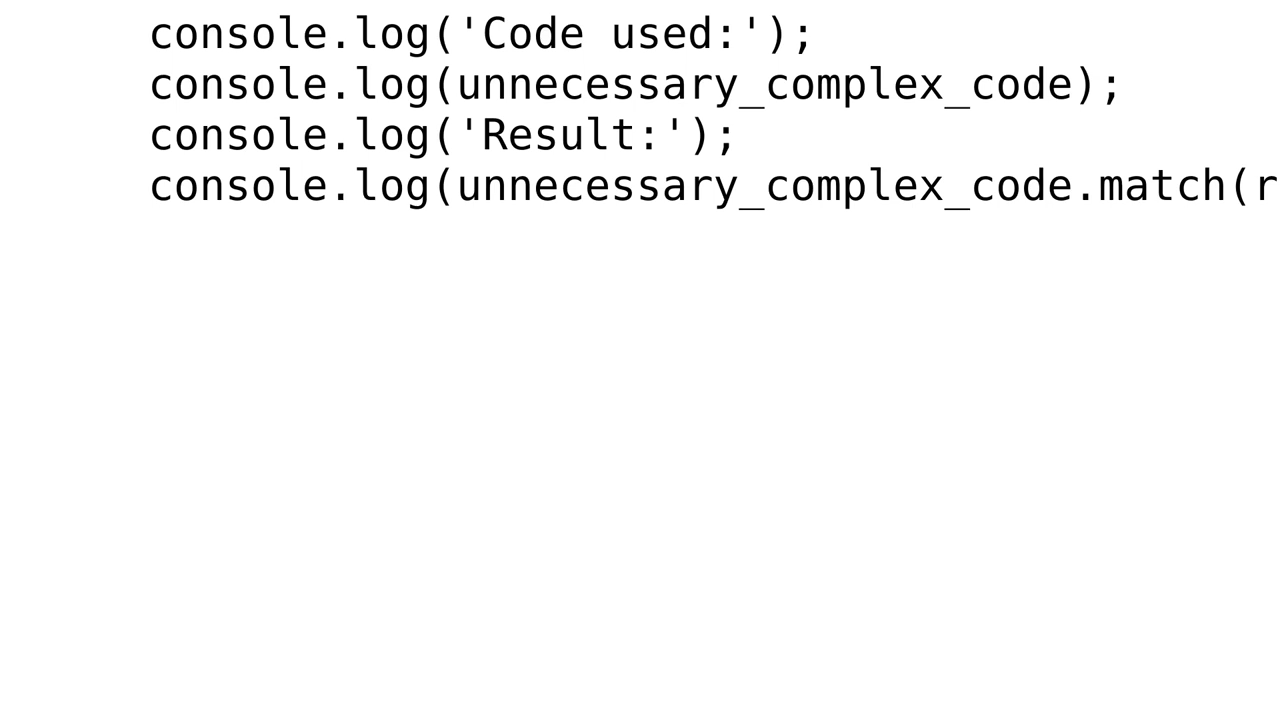 console.log('Code used:');
console.log(unnecessary_complex_code);
console.log('Result:');
console.log(unnecessary_complex_code.match(r